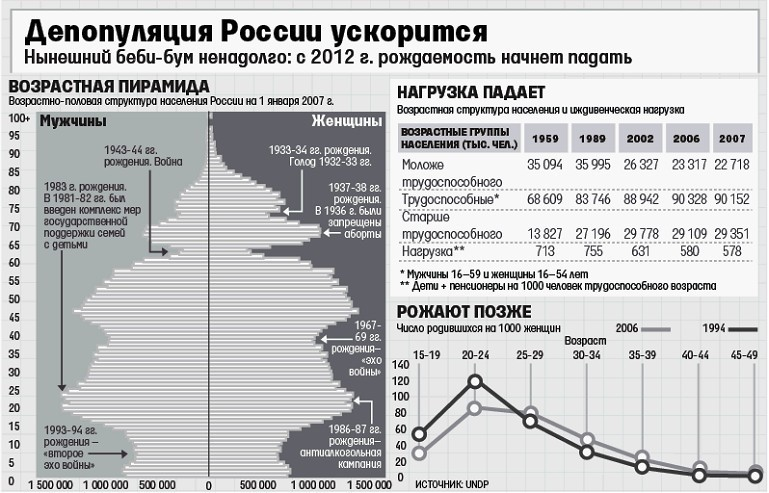 Депопуляция России ускорится
Нынешний беби-бум ненадолго: с 2012 г. рождаемость начнет падать
ВОЗРАСТНАЯ ПИРАМИДА
Возрастно-половая структура населения России на 1 января 2007 г.
Мужчины
Женщины
100+
95
90
85
80
75
70
65
60
55
50
45
40
35
30
25
20
15
10
5
0
1943-44 гг.
рождения. Война
1983 г. рождения.
В 1981-82 гг. был
введен комплекс мер
государственной
поддержки семей
с детьми
1993-94 гг.
рождения –
«второе
эхо войны»
1933-34 гг. рождения.
Голод 1932-33 гг.
1937-38 гг.
рождения.
В 1936 г. были
запрещены
аборты
1967-
69 гг.
рождения–
«эхо
войны»
1986-87 гг.
рождения–
антиалкогольная
кампания
1 500 000 1 000 000 500 000 0 500 000 1 000 000 1 500 000
НАГРУЗКА ПАДАЕТ
Возрастная структура населения и иждивенческая нагрузка
ВОЗРАСТНЫЕ ГРУППЫ
НАСЕЛЕНИЯ (ТЫС. ЧЕЛ.) 1959 1989 2002 2006 2007
Моложе 35 094 35 995 26 327 23 317 22 718
трудоспособного
Трудоспособные* 68 609 83 746 88 942 90 328 90 152
Старше
трудоспособного 13 827 27 196 29 778 29 109 29 351
Нагрузка** 713 755 631 580 578
* Мужчины 16–59 и женщины 16–54 лет
** Дети + пенсионеры на 1000 человек трудоспособного возраста
РОЖАЮТ ПОЗЖЕ
Число родившихся на 1000 женщин 2006 1994
Возраст
15-19 20-24 25-29 30-34 35-39 40-44 45-49
140
120
100
80
60
40
20
0
140
120
100
80
60
40
20
0
ИСТОЧНИК: UNDP